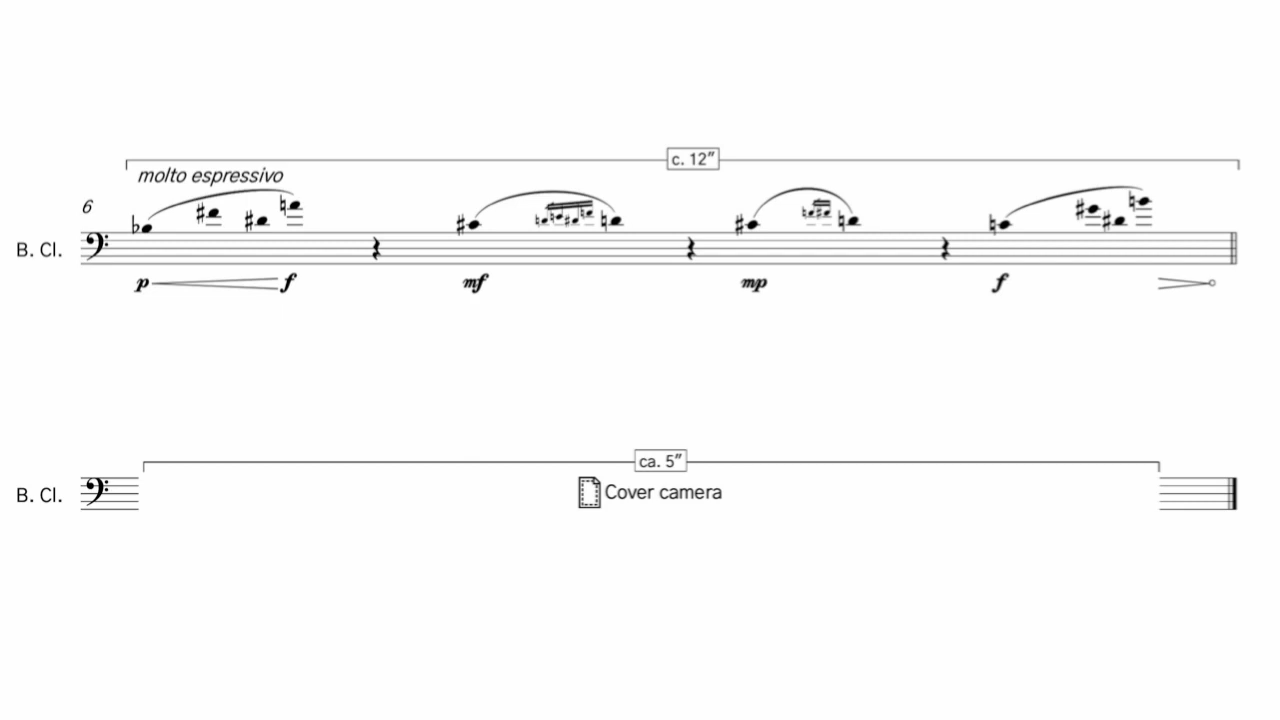 c. 12″
molto espressivo
6
B. Cl.
p f mf mp f
ca. 5″
B. Cl.
Cover camera